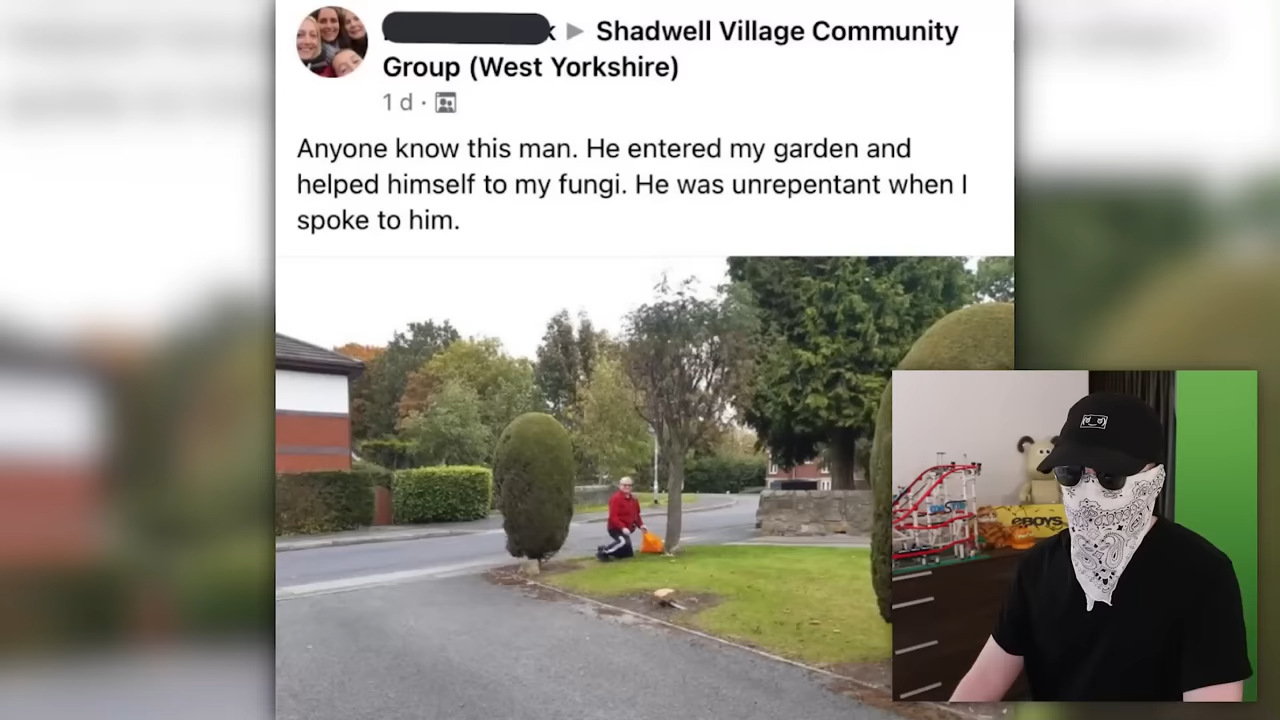 Shadwell Village Community
Group (West Yorkshire)
1 d ·
Anyone know this man. He entered my garden and
helped himself to my fungi. He was unrepentant when I
spoke to him.
eBOYS